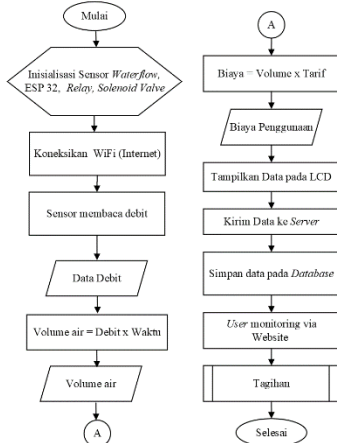 Mulai
Inisialisasi Sensor Waterflow,
ESP 32, Relay, Solenoid Valve
Koneksikan WiFi (Internet)
Sensor membaca debit
Data Debit
Volume air = Debit x Waktu
Volume air
A
A
Biaya = Volume x Tarif
Biaya Penggunaan
Tampilkan Data pada LCD
Kirim Data ke Server
Simpan data pada Database
User monitoring via
Website
Tagihan
Selesai